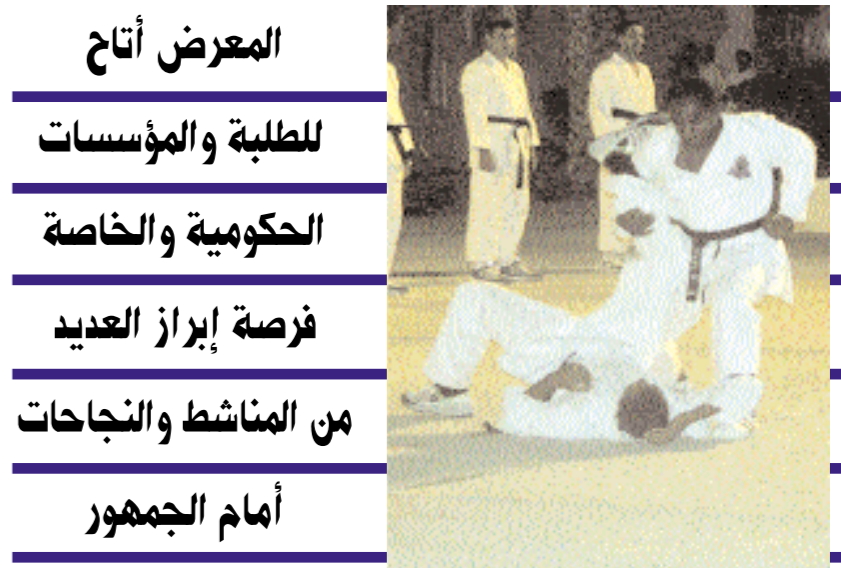 المعرض أتاح
للطلبة والمؤسسات
الحكومية والخاصة
فرصة إبراز العديد
من المناشط والنجاحات
أمام الجمهور